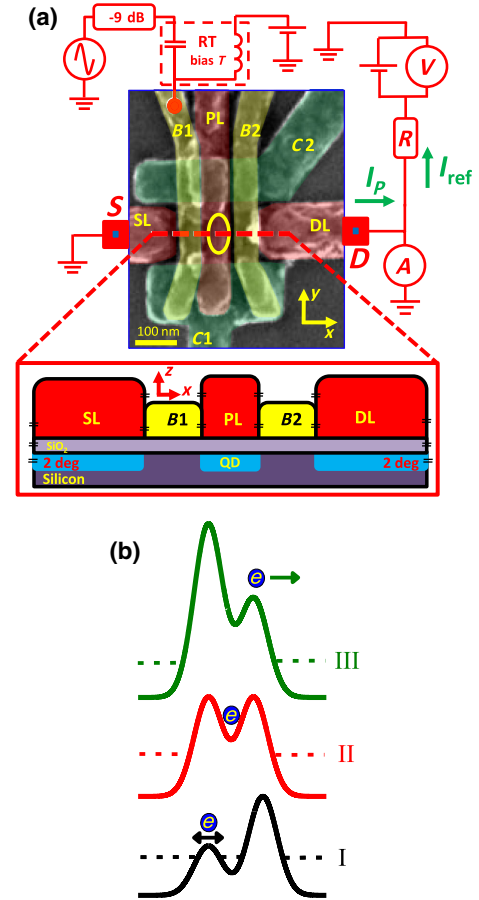 (a)
-9 dB
RT
bias T
V
R
I_P
I_ref
B1
PL
B2
C2
S
SL
DL
D
A
y
x
100 nm
C1
z
x
SL
B1
PL
B2
DL
SiO₂
2 deg
QD
2 deg
Silicon
(b)
e
III
e
II
e
I